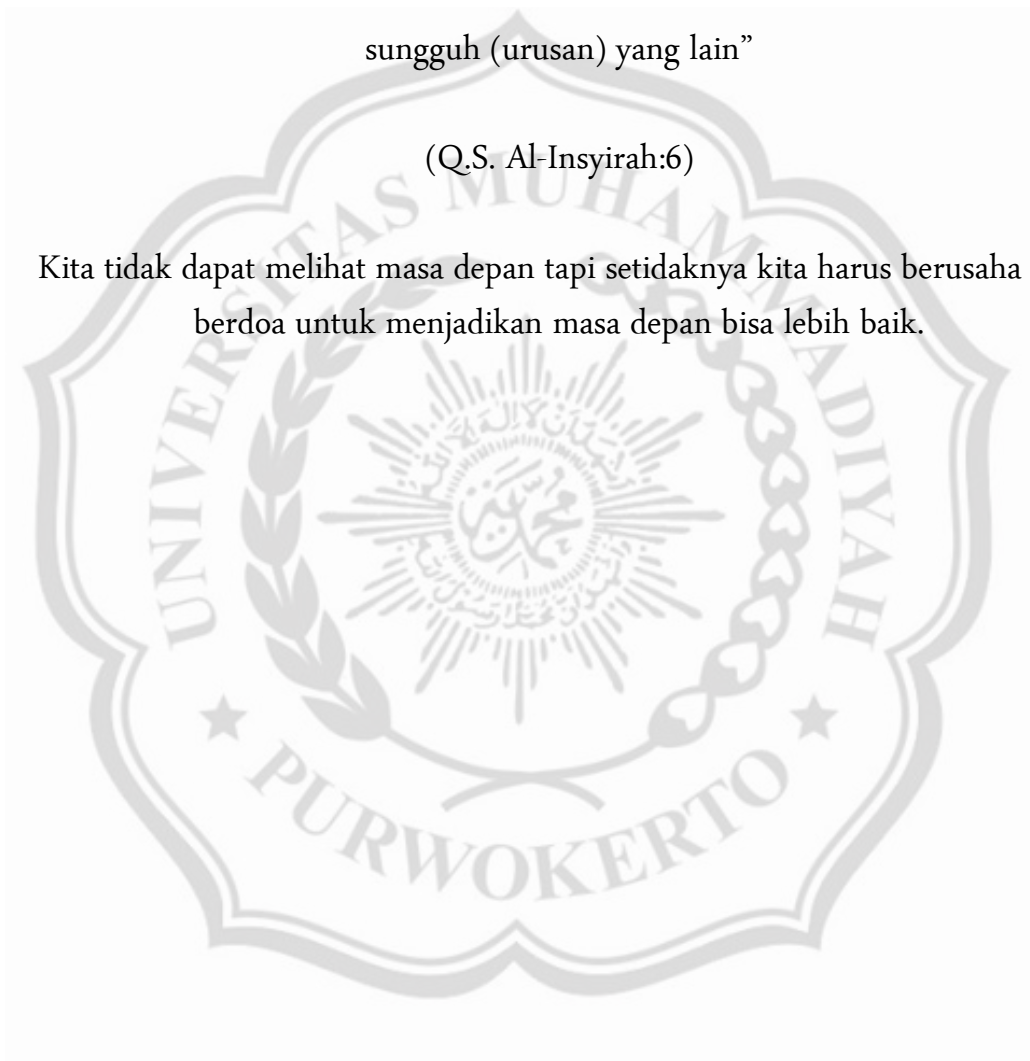 sungguh (urusan) yang lain”
(Q.S. Al-Insyirah:6)
Kita tidak dapat melihat masa depan tapi setidaknya kita harus berusaha
berdoa untuk menjadikan masa depan bisa lebih baik.
UNIVERSITAS MUHAMMADIYAH
PURWOKERTO